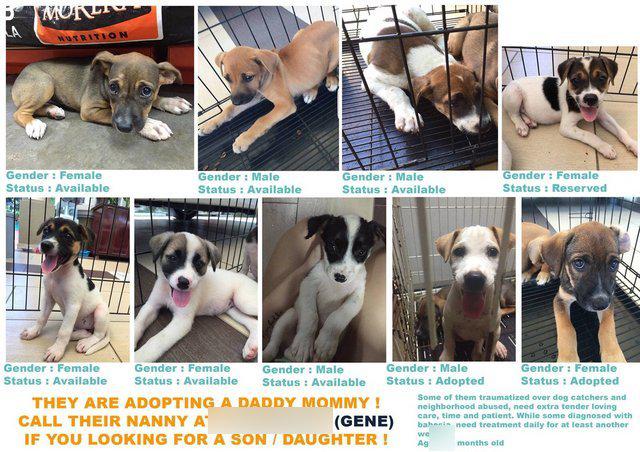 NUTRITION
Gender : Female
Status : Available
Gender : Male
Status : Available
Gender : Male
Status : Available
Gender : Female
Status : Reserved
Gender : Female
Status : Available
Gender : Female
Status : Available
Gender : Male
Status : Available
Gender : Male
Status : Adopted
Gender : Female
Status : Adopted
THEY ARE ADOPTING A DADDY MOMMY !
CALL THEIR NANNY AT (GENE)
IF YOU LOOKING FOR A SON / DAUGHTER !
Some of them traumatized over dog catchers and
neighborhood abused, need extra tender loving
care, time and patient. While some diagnosed with
need treatment daily for at least another
months old